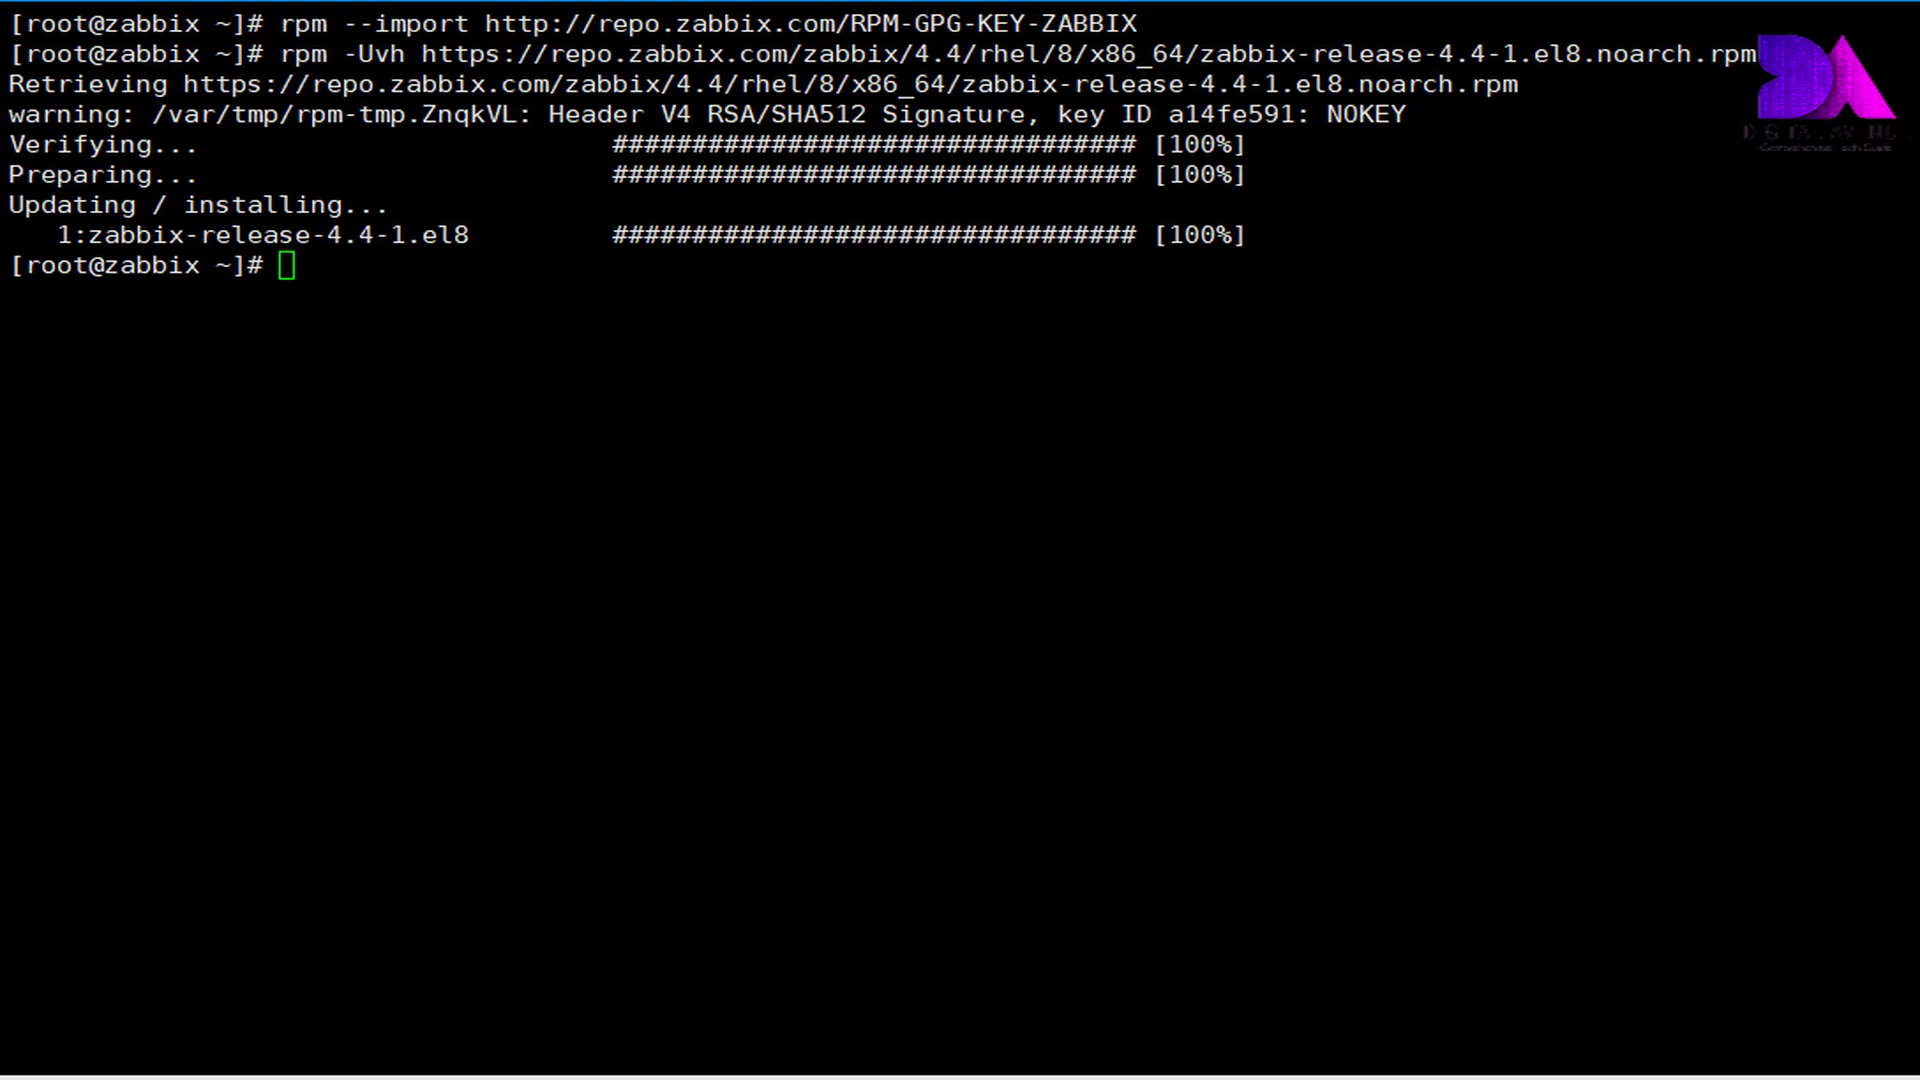 [root@zabbix ~]# rpm --import http://repo.zabbix.com/RPM-GPG-KEY-ZABBIX
[root@zabbix ~]# rpm -Uvh https://repo.zabbix.com/zabbix/4.4/rhel/8/x86_64/zabbix-release-4.4-1.el8.noarch.rpm
Retrieving https://repo.zabbix.com/zabbix/4.4/rhel/8/x86_64/zabbix-release-4.4-1.el8.noarch.rpm
warning: /var/tmp/rpm-tmp.ZnqkVL: Header V4 RSA/SHA512 Signature, key ID a14fe591: NOKEY
Verifying... ################################# [100%]
Preparing... ################################# [100%]
Updating / installing...
1:zabbix-release-4.4-1.el8 ################################# [100%]
[root@zabbix ~]#